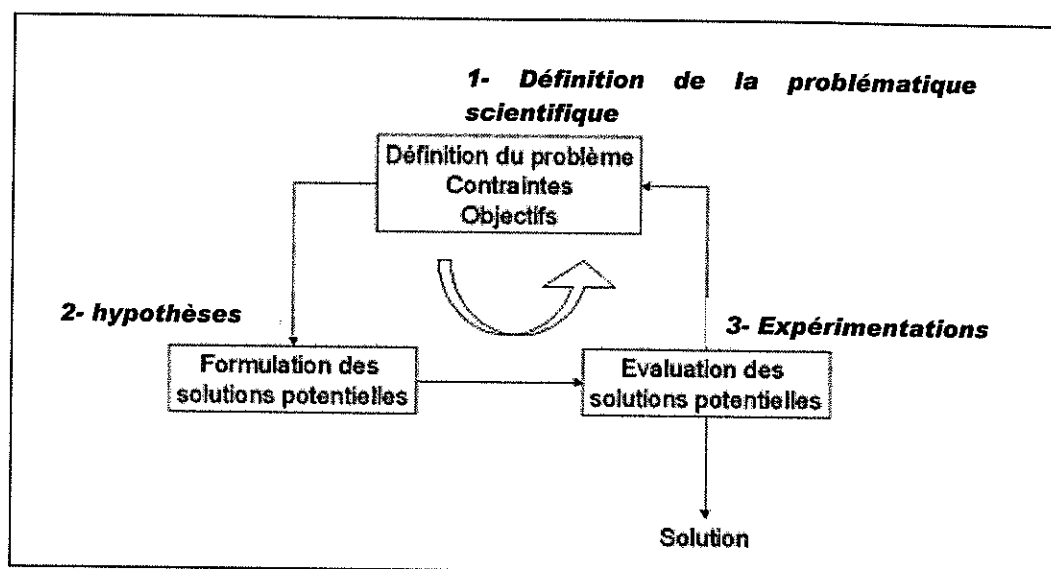 1- Définition de la problématique
scientifique
Définition du problème
Contraintes
Objectifs
2- hypothèses
3- Expérimentations
Formulation des
solutions potentielles
Evaluation des
solutions potentielles
Solution